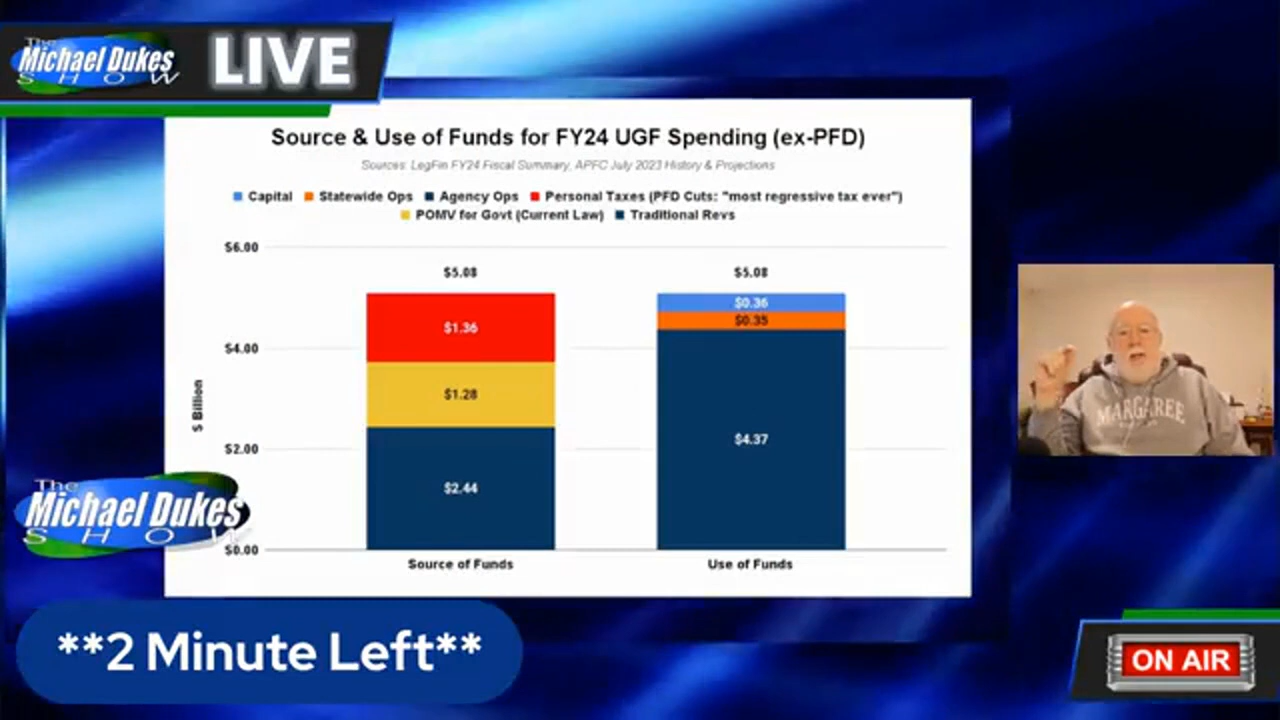 The
Michael Dukes
SHOW
LIVE
Source & Use of Funds for FY24 UGF Spending (ex-PFD)
Sources: LegFin FY24 Fiscal Summary, APFC July 2023 History & Projections
Capital Statewide Ops Agency Ops Personal Taxes (PFD Cuts: "most regressive tax ever")
POMV for Govt (Current Law) Traditional Revs
$6.00
$5.08 $5.08
$0.36
$0.35
$1.36
$4.00
$1.28
$ Billion
$2.00
$4.37
$2.44
$0.00
Source of Funds Use of Funds
MARGAREE
The
Michael Dukes
SHOW
**2 Minute Left**
ON AIR